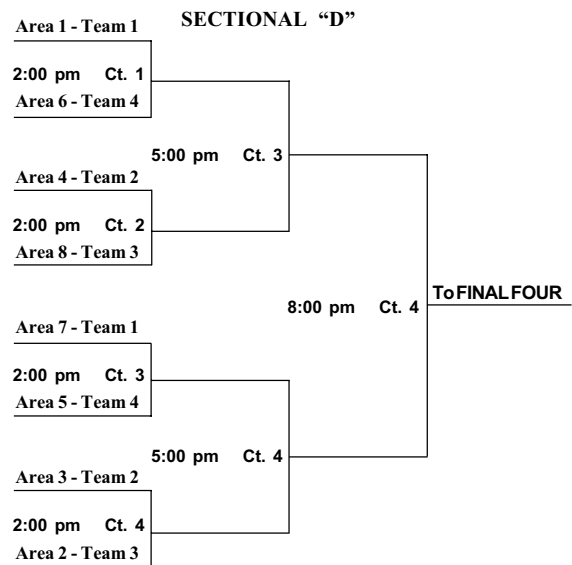 SECTIONAL “D”
Area 1 - Team 1
2:00 pm Ct. 1
Area 6 - Team 4
5:00 pm Ct. 3
Area 4 - Team 2
2:00 pm Ct. 2
Area 8 - Team 3
8:00 pm Ct. 4
To FINAL FOUR
Area 7 - Team 1
2:00 pm Ct. 3
Area 5 - Team 4
5:00 pm Ct. 4
Area 3 - Team 2
2:00 pm Ct. 4
Area 2 - Team 3